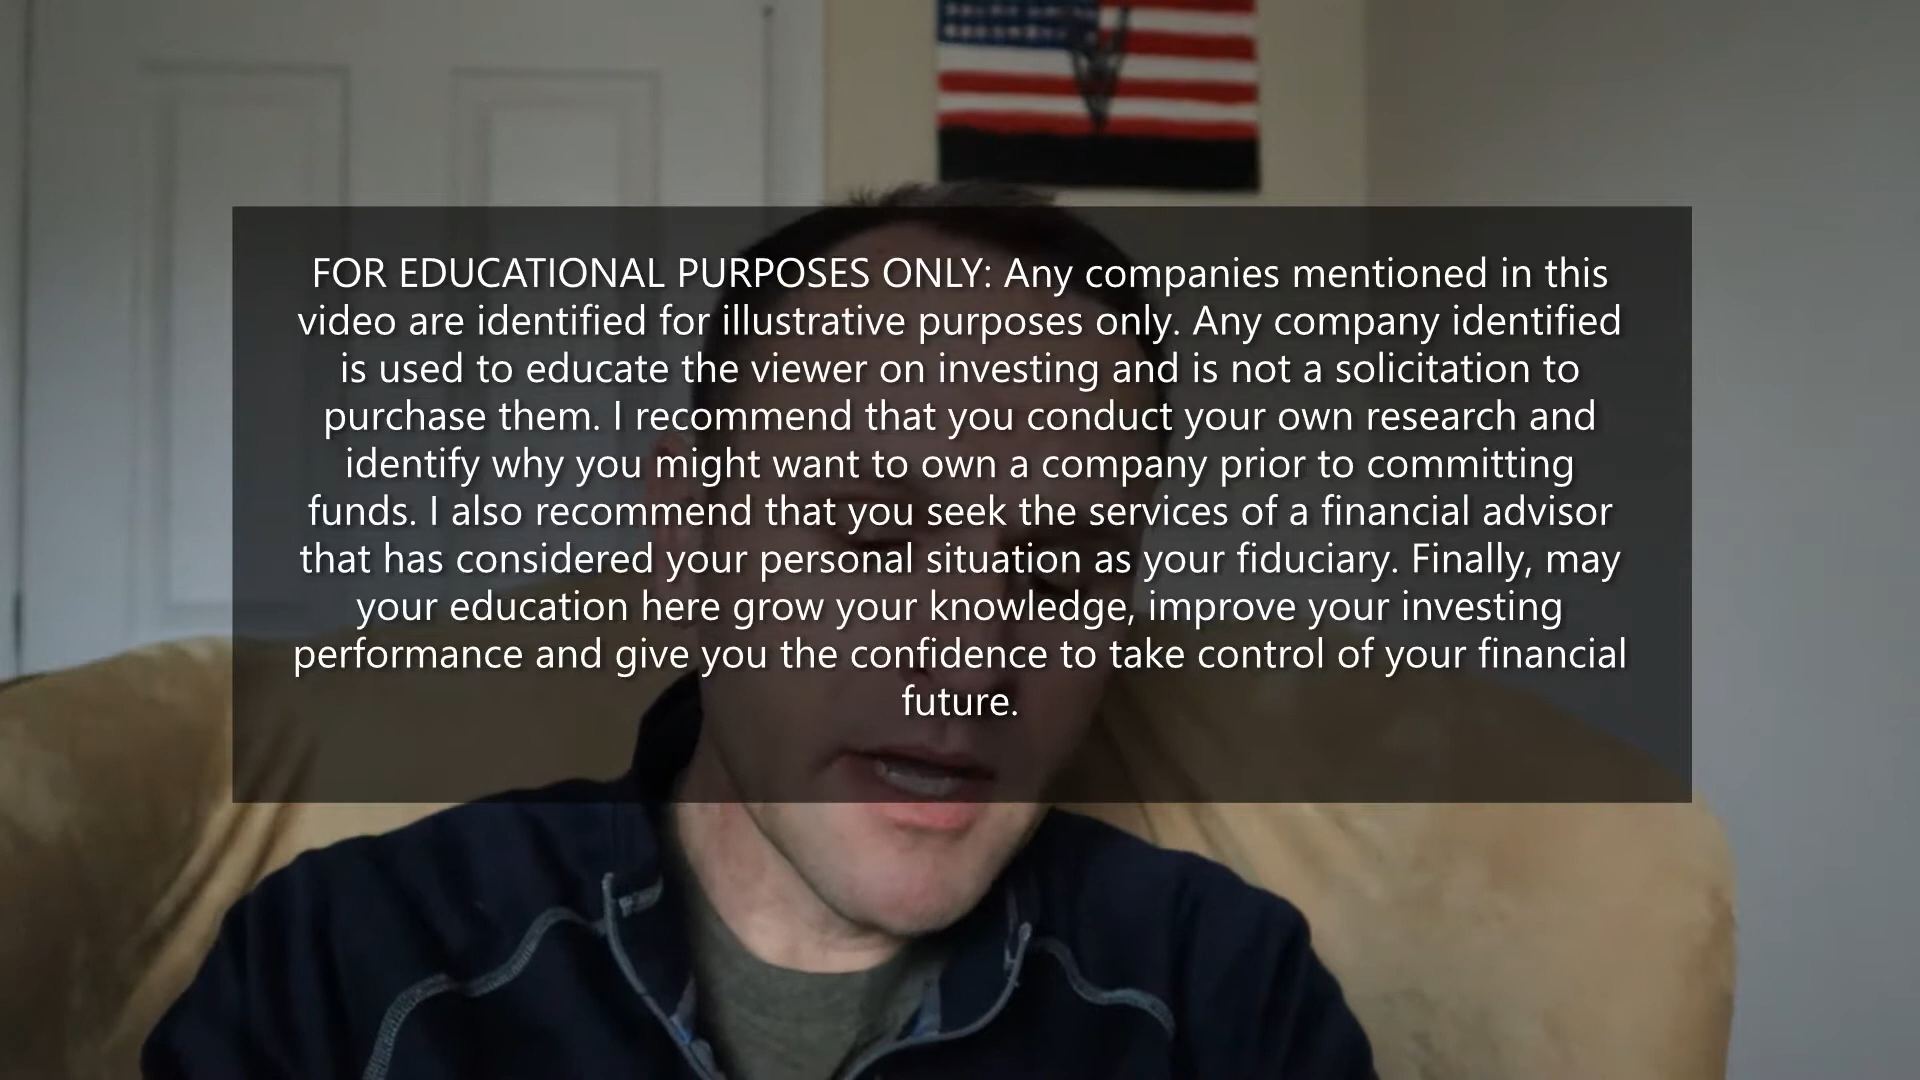 FOR EDUCATIONAL PURPOSES ONLY: Any companies mentioned in this
video are identified for illustrative purposes only. Any company identified
is used to educate the viewer on investing and is not a solicitation to
purchase them. I recommend that you conduct your own research and
identify why you might want to own a company prior to committing
funds. I also recommend that you seek the services of a financial advisor
that has considered your personal situation as your fiduciary. Finally, may
your education here grow your knowledge, improve your investing
performance and give you the confidence to take control of your financial
future.